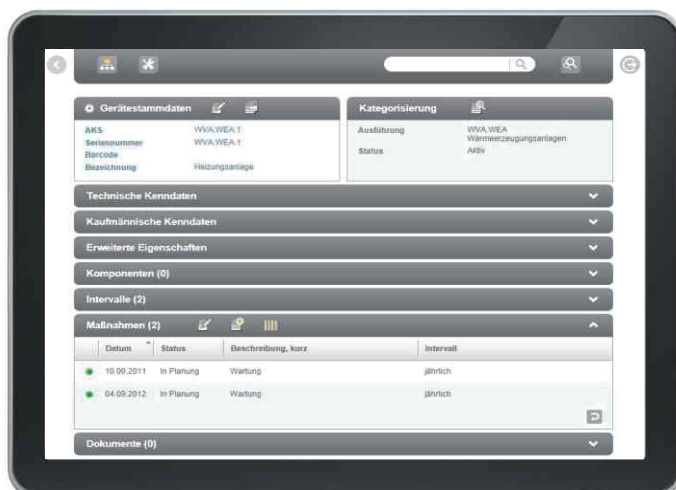 Gerätestammdaten
AKS WVA:WEA:1
Seriennummer WVA:WEA:1
Barcode
Bezeichnung Heizungsanlage
Kategorisierung
Ausführung WVA.WEA
Wärmeerzeugungsanlagen
Status Aktiv
Technische Kenndaten
Kaufmännische Kenndaten
Erweiterte Eigenschaften
Komponenten (0)
Intervalle (2)
Maßnahmen (2)
Datum Status Beschreibung, kurz Intervall
10.09.2011 In Planung Wartung jährlich
04.09.2012 In Planung Wartung jährlich
Dokumente (0)